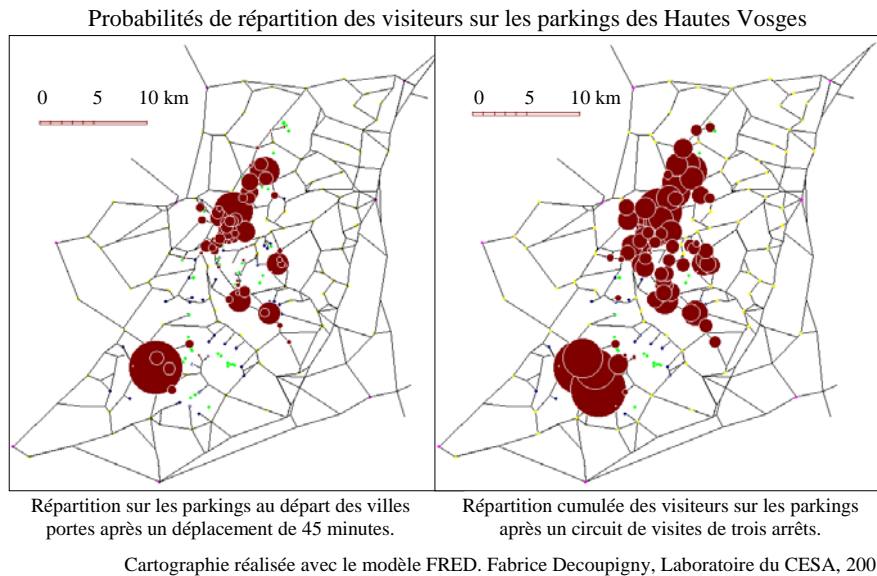 Probabilités de répartition des visiteurs sur les parkings des Hautes Vosges
0 5 10 km
0 5 10 km
Répartition sur les parkings au départ des villes
portes après un déplacement de 45 minutes.
Répartition cumulée des visiteurs sur les parkings
après un circuit de visites de trois arrêts.
Cartographie réalisée avec le modèle FRED. Fabrice Decoupigny, Laboratoire du CESA, 200